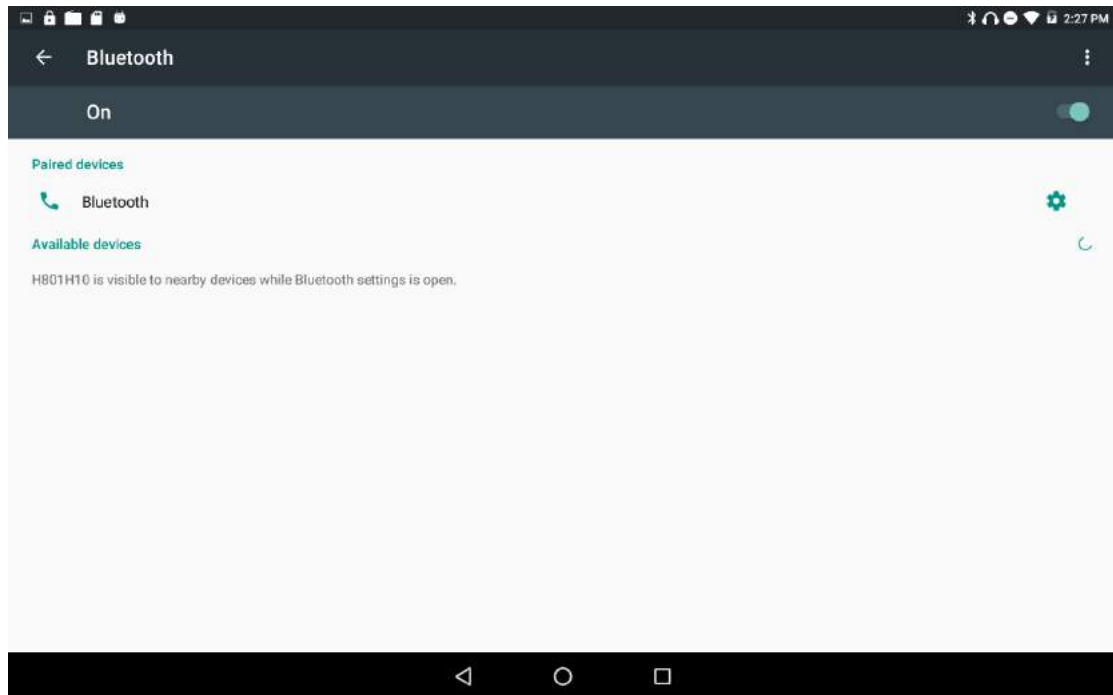 2:27 PM
Bluetooth
On
Paired devices
Bluetooth
Available devices
H801H10 is visible to nearby devices while Bluetooth settings is open.